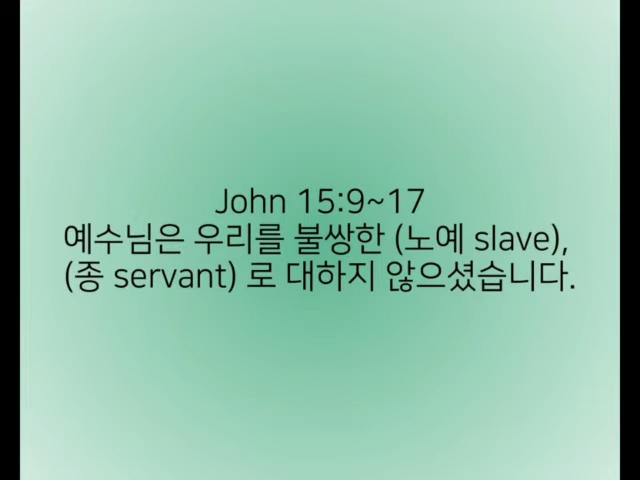 John 15:9~17
예수님은 우리를 불쌍한 (노예 slave),
(종 servant) 로 대하지 않으셨습니다.